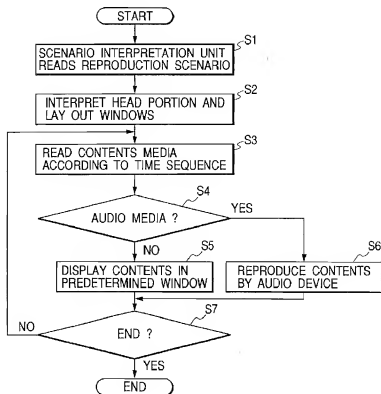 START
S1
SCENARIO INTERPRETATION UNIT
READS REPRODUCTION SCENARIO
S2
INTERPRET HEAD PORTION AND
LAY OUT WINDOWS
S3
READ CONTENTS MEDIA
ACCORDING TO TIME SEQUENCE
S4
AUDIO MEDIA ?
YES
NO
S5
DISPLAY CONTENTS IN
PREDETERMINED WINDOW
S6
REPRODUCE CONTENTS
BY AUDIO DEVICE
S7
NO
END ?
YES
END